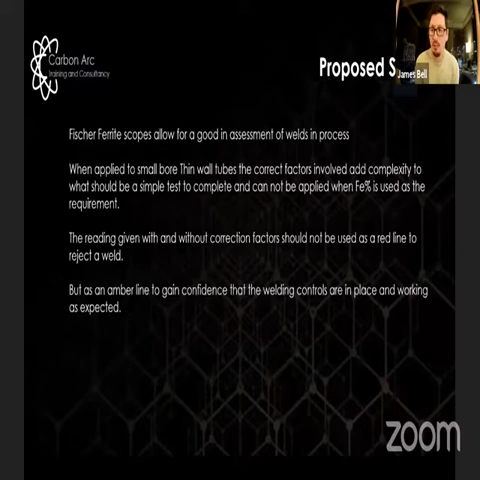 Carbon Arc
Training and Consultancy
Proposed S
James Bell
Fischer Ferrite scopes allow for a good in assessment of welds in process
When applied to small bore Thin wall tubes the correct factors involved add complexity to
what should be a simple test to complete and can not be applied when Fe% is used as the
requirement.
The reading given with and without correction factors should not be used as a red line to
reject a weld.
But as an amber line to gain confidence that the welding controls are in place and working
as expected.
zoom